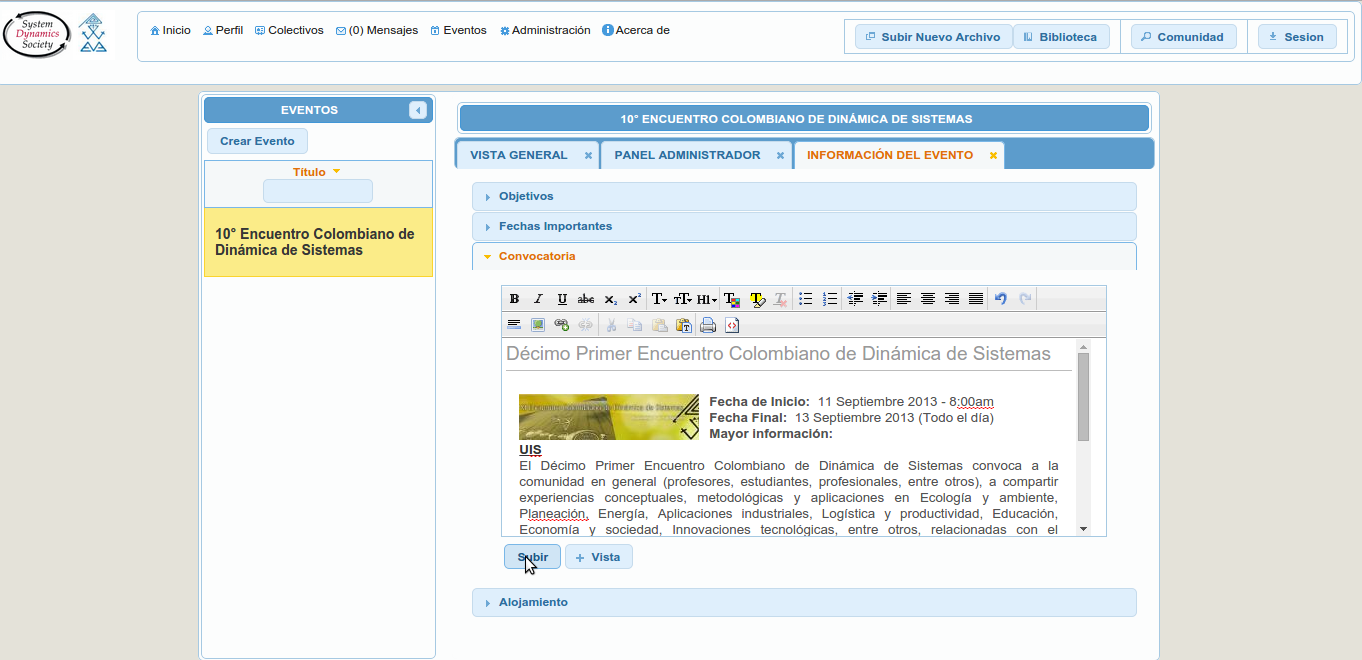 System
Dynamics
Society
Inicio
Perfil
Colectivos
(0) Mensajes
Eventos
Administración
Acerca de
Subir Nuevo Archivo
Biblioteca
Comunidad
Sesion
EVENTOS
Crear Evento
Título
10° Encuentro Colombiano de
Dinámica de Sistemas
10° ENCUENTRO COLOMBIANO DE DINÁMICA DE SISTEMAS
VISTA GENERAL
PANEL ADMINISTRADOR
INFORMACIÓN DEL EVENTO
Objetivos
Fechas Importantes
Convocatoria
Décimo Primer Encuentro Colombiano de Dinámica de Sistemas
Encuentro Colombiano de Dinámica de Sistemas
Fecha de Inicio: 11 Septiembre 2013 - 8:00am
Fecha Final: 13 Septiembre 2013 (Todo el día)
Mayor información:
UIS
El Décimo Primer Encuentro Colombiano de Dinámica de Sistemas convoca a la
comunidad en general (profesores, estudiantes, profesionales, entre otros), a compartir
experiencias conceptuales, metodológicas y aplicaciones en Ecología y ambiente,
Planeación, Energía, Aplicaciones industriales, Logística y productividad, Educación,
Economía y sociedad, Innovaciones tecnológicas, entre otros, relacionadas con el
Subir
Vista
Alojamiento